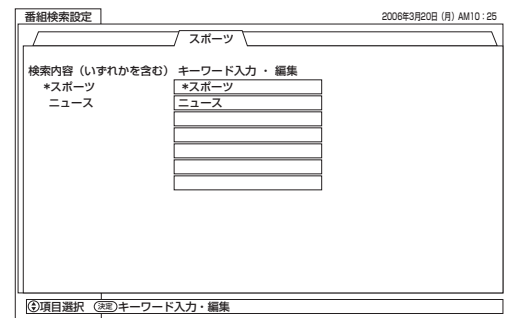 番組検索設定 2006年3月20日（月）AM10：25
スポーツ
検索内容（いずれかを含む） キーワード入力 ・ 編集
*スポーツ *スポーツ
ニュース ニュース
項目選択 決定 キーワード入力・編集